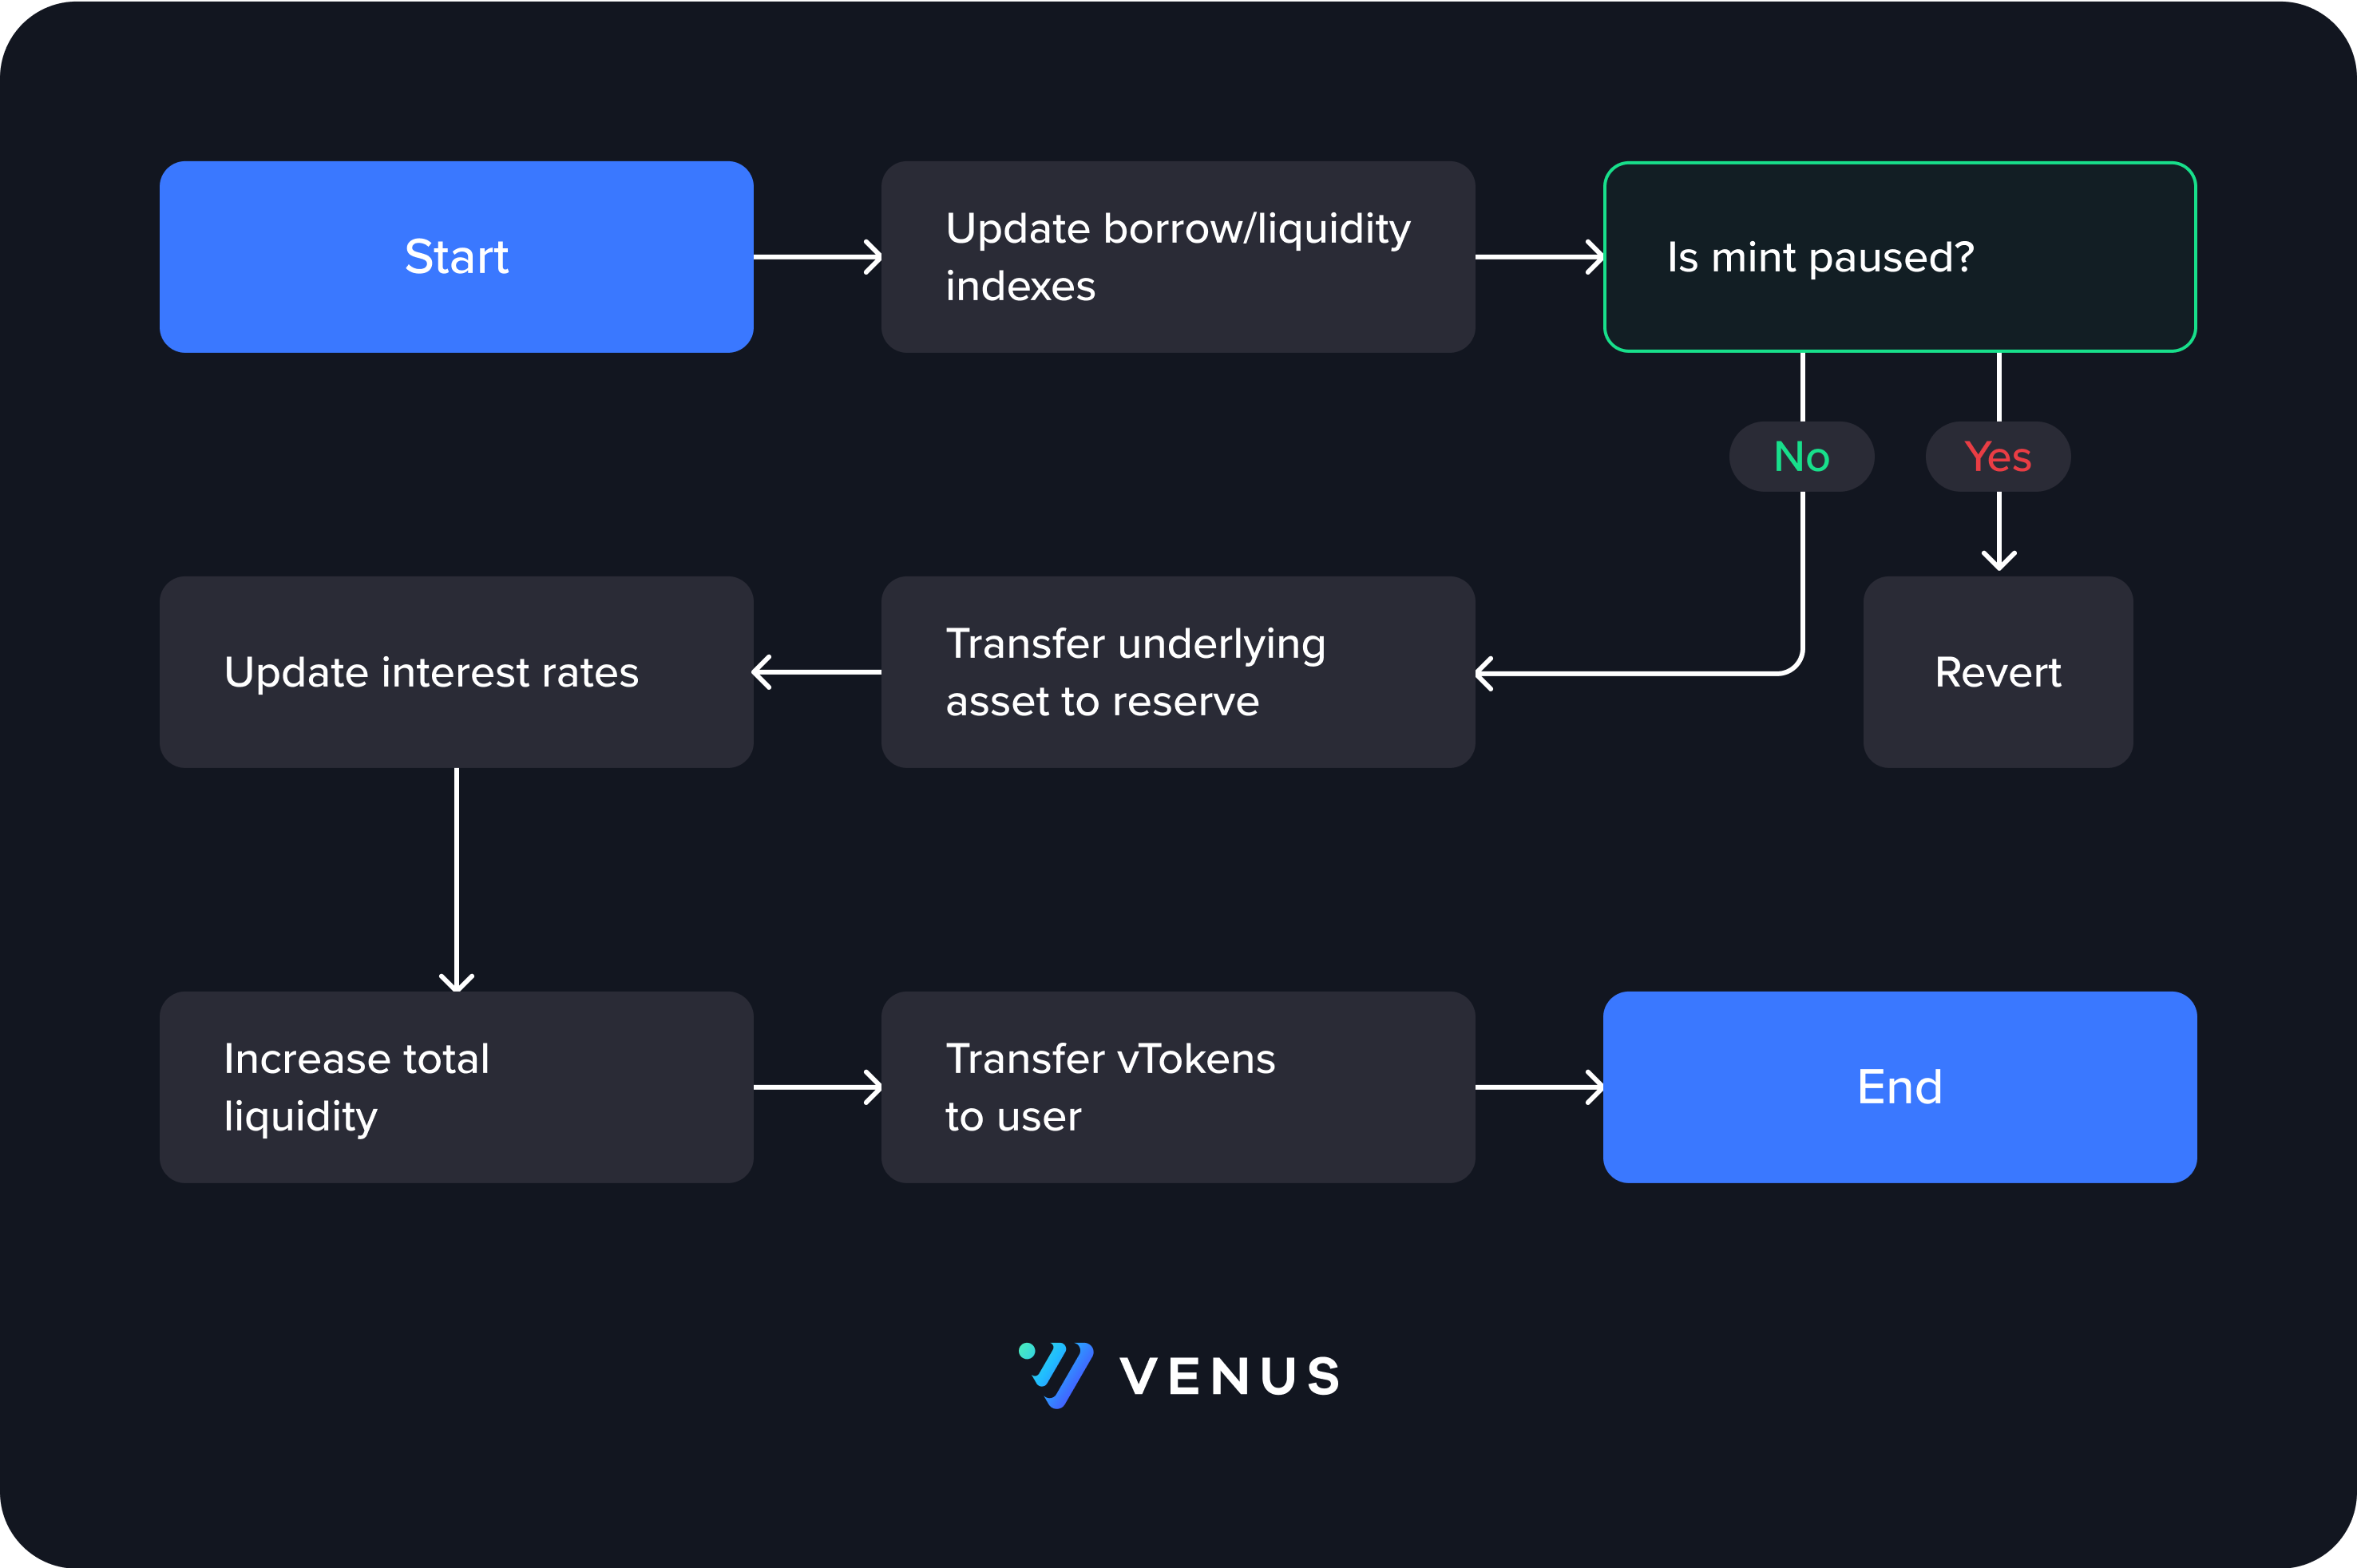 Start
Update borrow/liquidity
indexes
Is mint paused?
No
Yes
Update interest rates
Transfer underlying
asset to reserve
Revert
Increase total
liquidity
Transfer vTokens
to user
End
VENUS